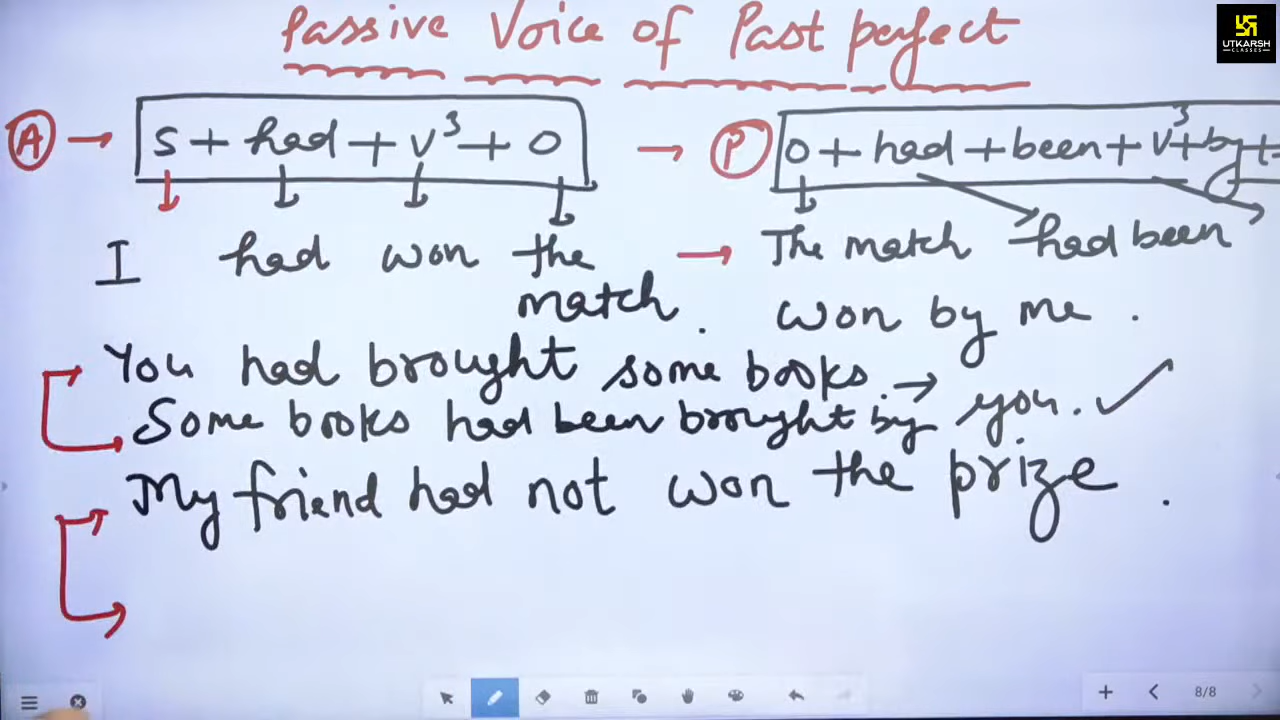 Passive Voice of Past perfect
UTKARSH
CLASSES
A → S + had + V³ + O → P O + had + been + V³ + by +
I had won the match. → The match had been won by me.
You had brought some books. →
Some books had been brought by you. ✓
My friend had not won the prize.
8/8